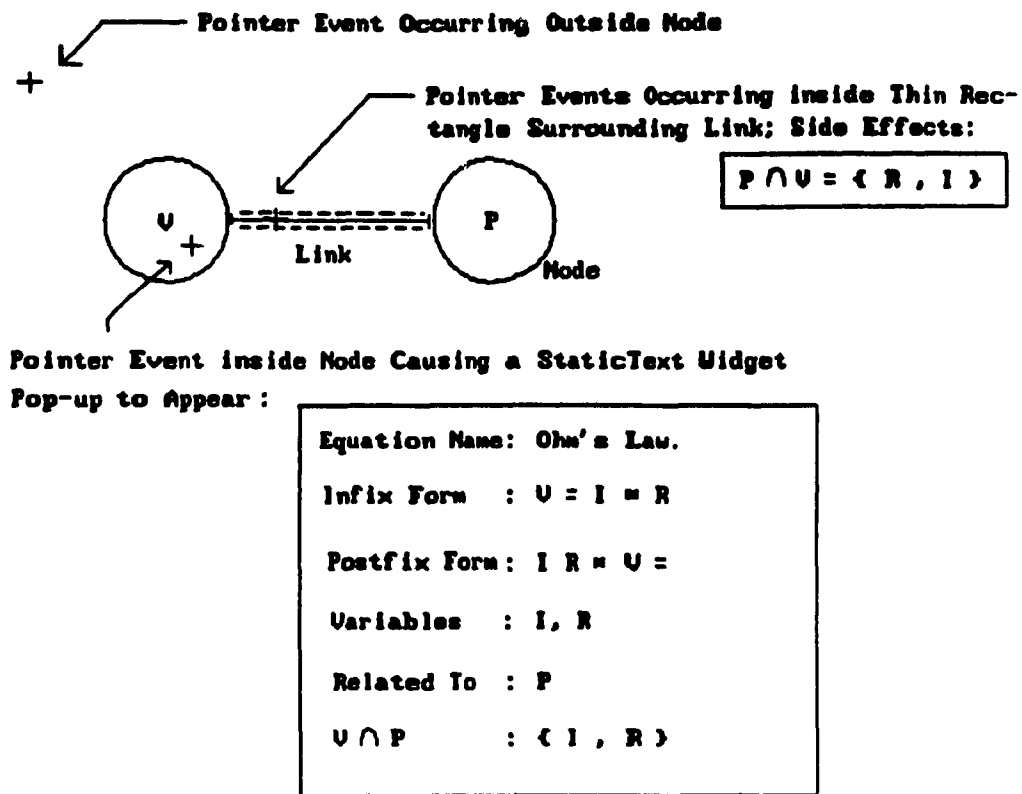 Pointer Event Occurring Outside Node
Pointer Events Occurring inside Thin Rec-
tangle Surrounding Link; Side Effects:
P ∩ V = { R , I }
V
P
Link
Node
Pointer Event inside Node Causing a StaticText Widget
Pop-up to Appear :
Equation Name: Ohm's Law.
Infix Form : V = I * R
Postfix Form : I R * V =
Variables : I, R
Related To : P
V ∩ P : { I , R }